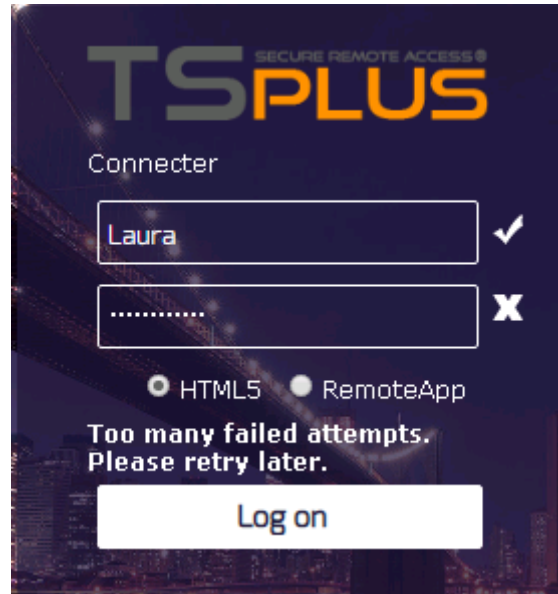 TSPLUS
SECURE REMOTE ACCESS®
Connecter
Laura
............
HTML5 RemoteApp
Too many failed attempts.
Please retry later.
Log on